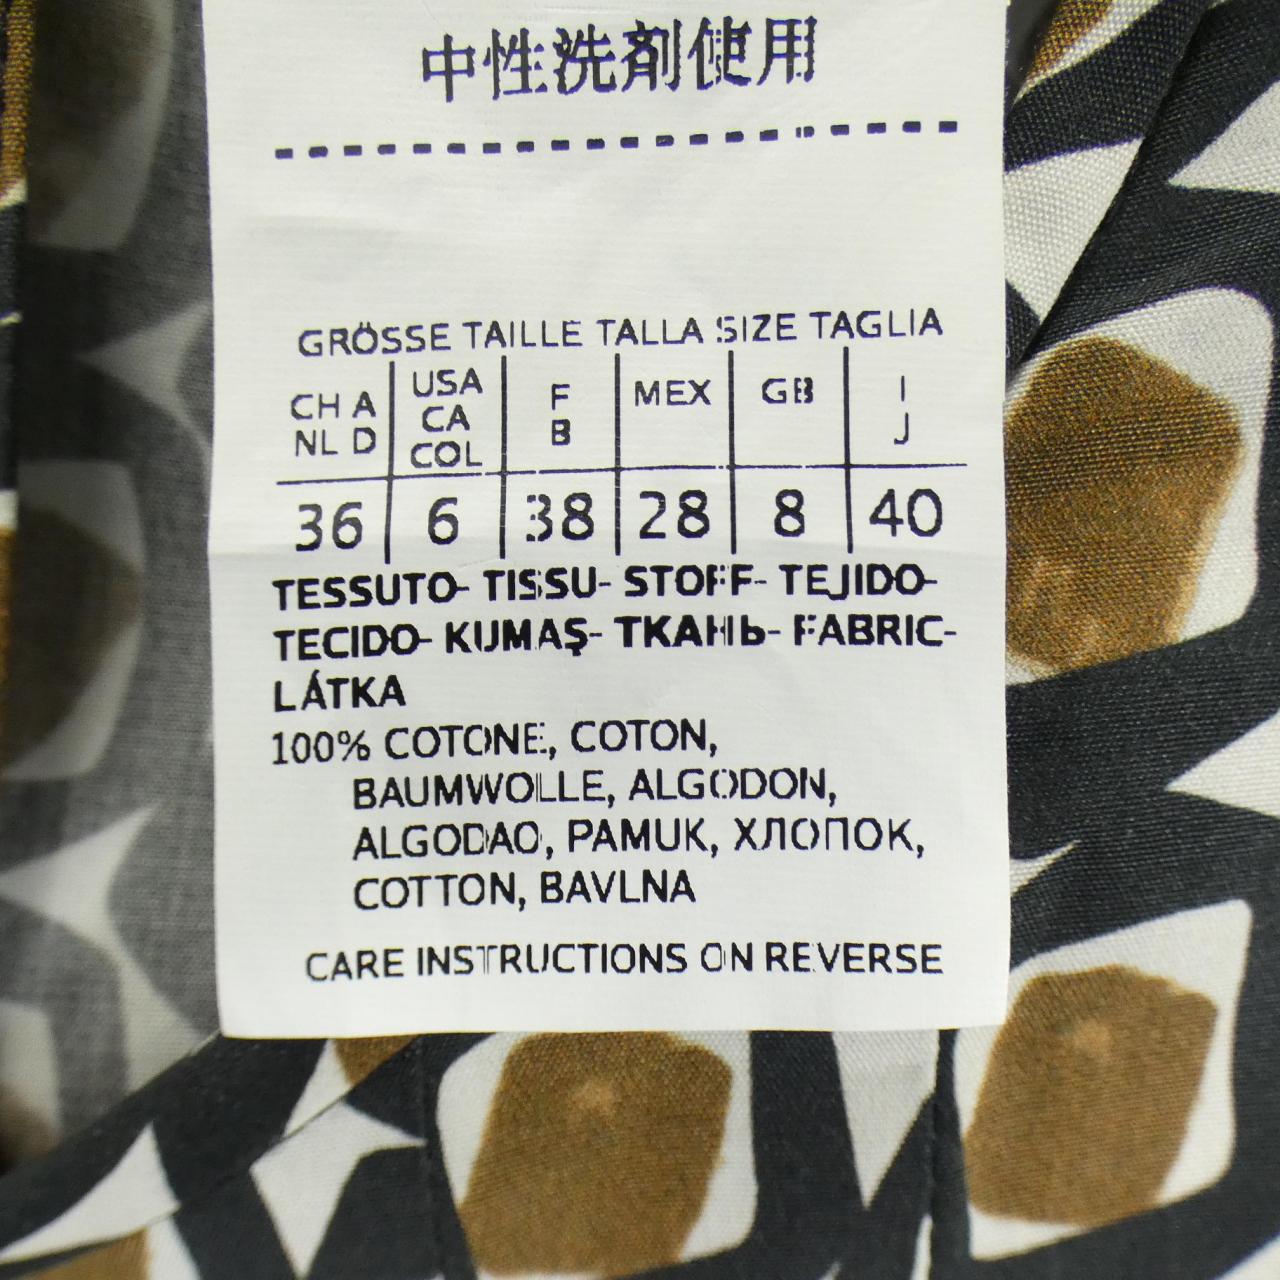 中性洗剤使用
GRÖSSE TAILLE TALLA SIZE TAGLIA
CH A NL D | USA CA COL | F B | MEX | GB | I J
36 | 6 | 38 | 28 | 8 | 40
TESSUTO- TISSU- STOFF- TEJIDO-
TECIDO- KUMAŞ- ТКАНЬ- FABRIC-
LÁTKA
100% COTONE, COTON,
BAUMWOLLE, ALGODON,
ALGODAO, PAMUK, ХЛОПОК,
COTTON, BAVLNA
CARE INSTRUCTIONS ON REVERSE